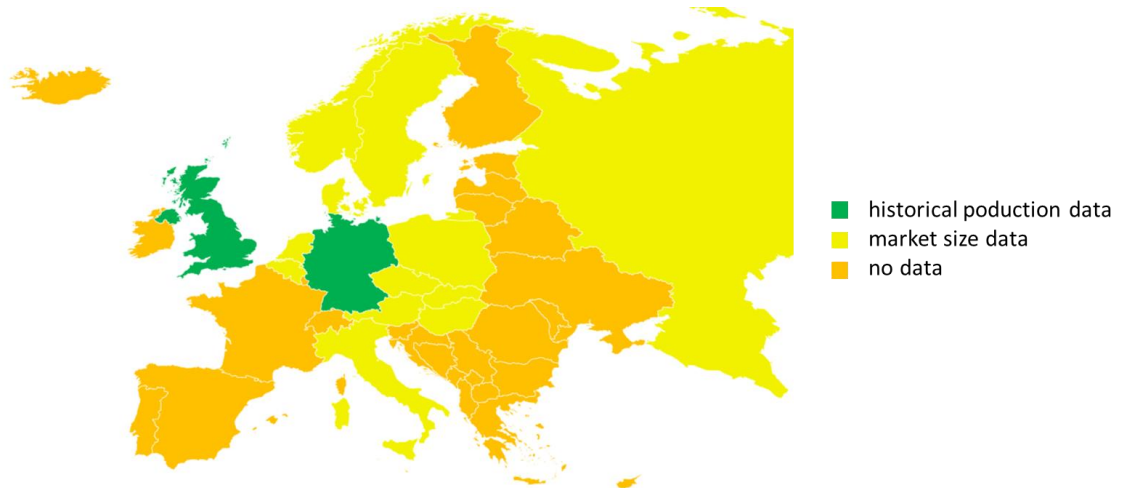 historical poduction data
market size data
no data